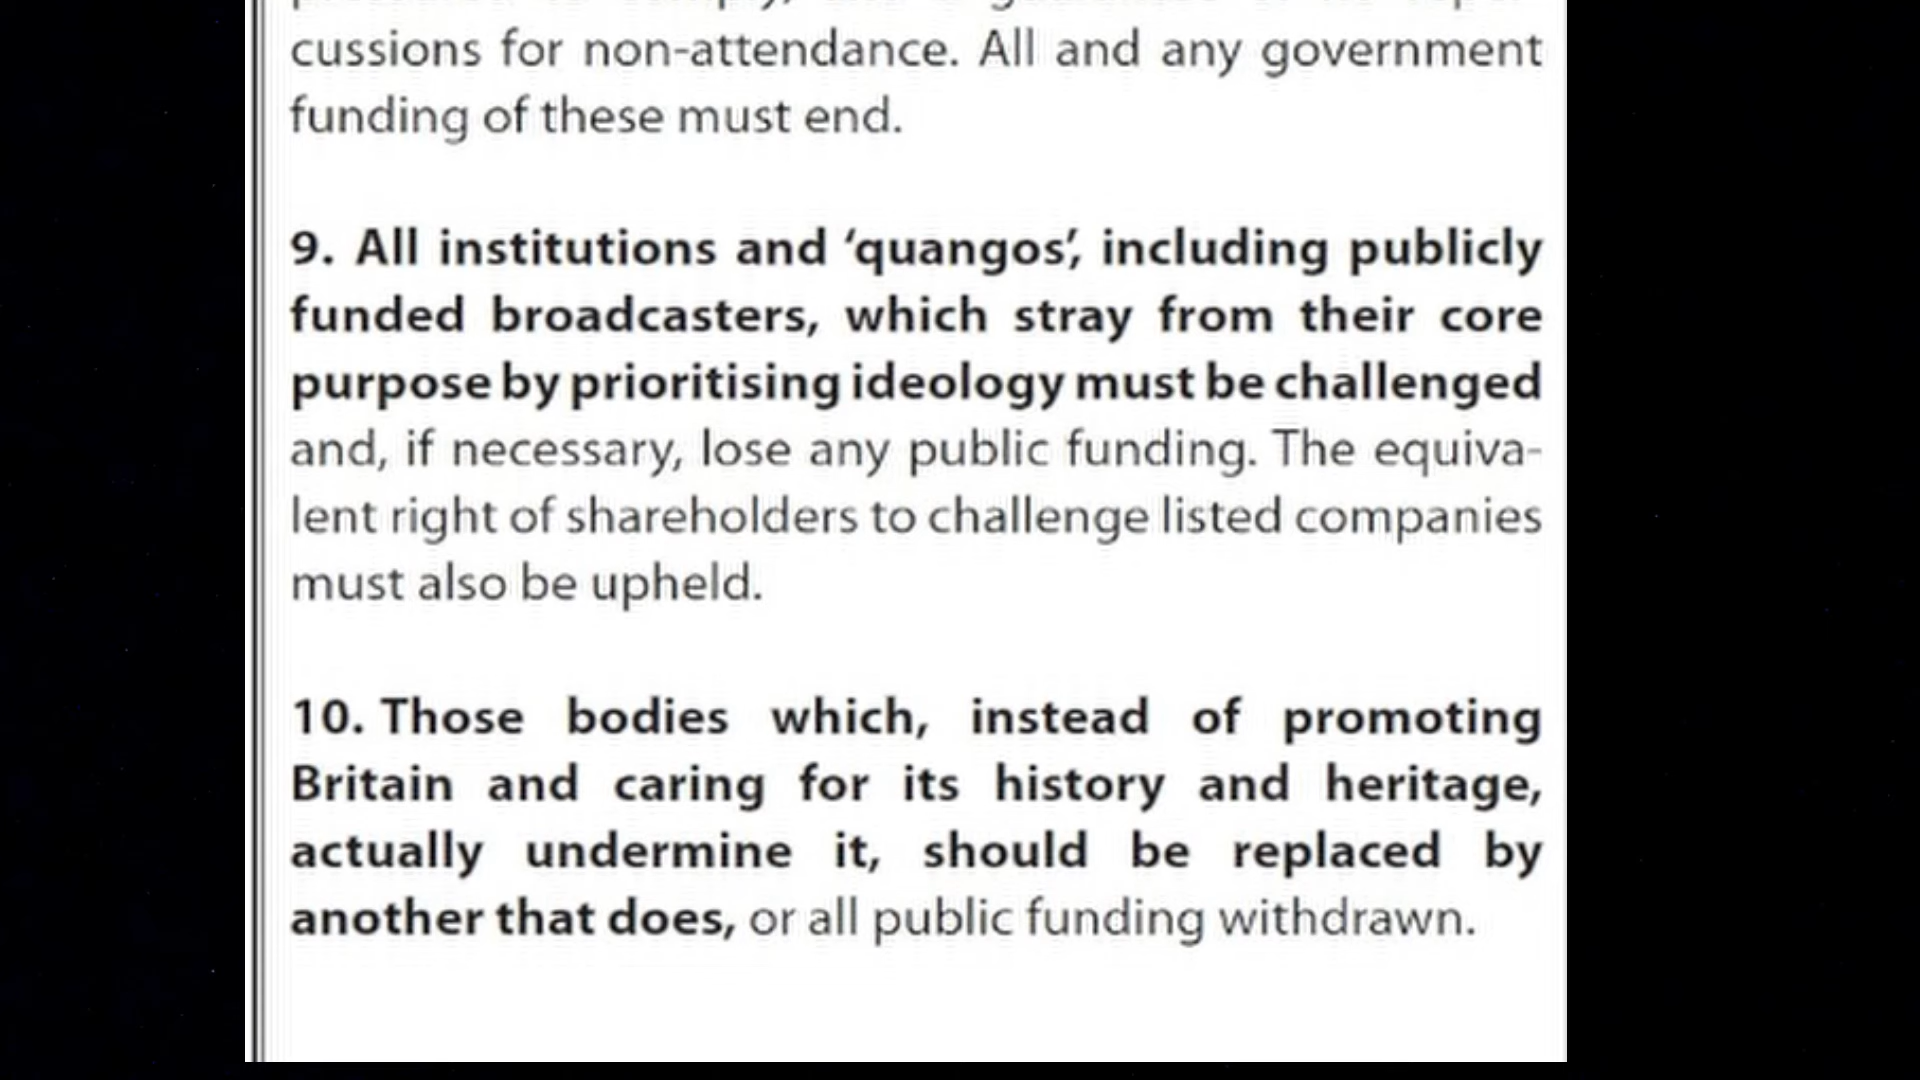 cussions for non-attendance. All and any government
funding of these must end.
9. All institutions and ‘quangos’, including publicly
funded broadcasters, which stray from their core
purpose by prioritising ideology must be challenged
and, if necessary, lose any public funding. The equiva-
lent right of shareholders to challenge listed companies
must also be upheld.
10. Those bodies which, instead of promoting
Britain and caring for its history and heritage,
actually undermine it, should be replaced by
another that does, or all public funding withdrawn.